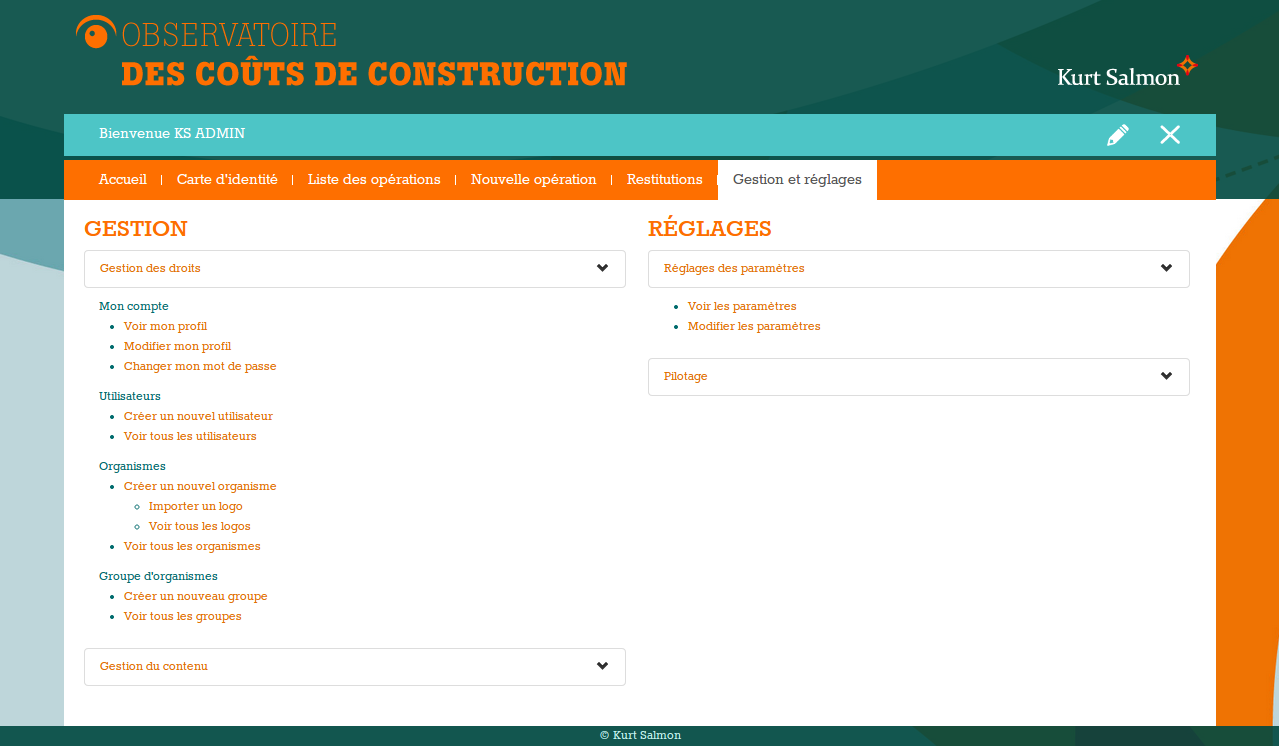 OBSERVATOIRE
DES COÛTS DE CONSTRUCTION
Kurt Salmon
Bienvenue KS ADMIN
Accueil | Carte d'identité | Liste des opérations | Nouvelle opération | Restitutions | Gestion et réglages
GESTION
Gestion des droits
Mon compte
Voir mon profil
Modifier mon profil
Changer mon mot de passe
Utilisateurs
Créer un nouvel utilisateur
Voir tous les utilisateurs
Organismes
Créer un nouvel organisme
Importer un logo
Voir tous les logos
Voir tous les organismes
Groupe d'organismes
Créer un nouveau groupe
Voir tous les groupes
Gestion du contenu
RÉGLAGES
Réglages des paramètres
Voir les paramètres
Modifier les paramètres
Pilotage
© Kurt Salmon